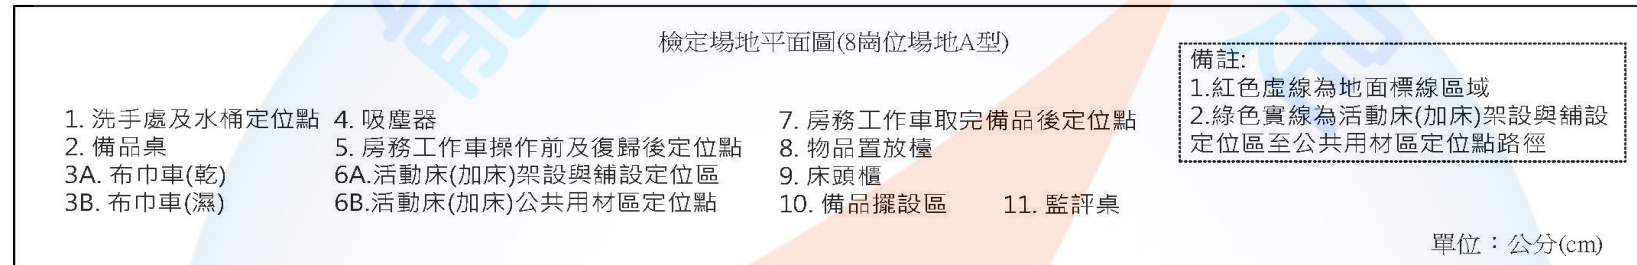 檢定場地平面圖(8崗位場地A型)
備註:
1.紅色虛線為地面標線區域
2.綠色實線為活動床(加床)架設與舖設
定位區至公共用材區定位點路徑
1. 洗手處及水桶定位點
2. 備品桌
3A. 布巾車(乾)
3B. 布巾車(濕)
4. 吸塵器
5. 房務工作車操作前及復歸後定位點
6A.活動床(加床)架設與舖設定位區
6B.活動床(加床)公共用材區定位點
7. 房務工作車取完備品後定位點
8. 物品置放檯
9. 床頭櫃
10. 備品擺設區
11. 監評桌
單位：公分(cm)